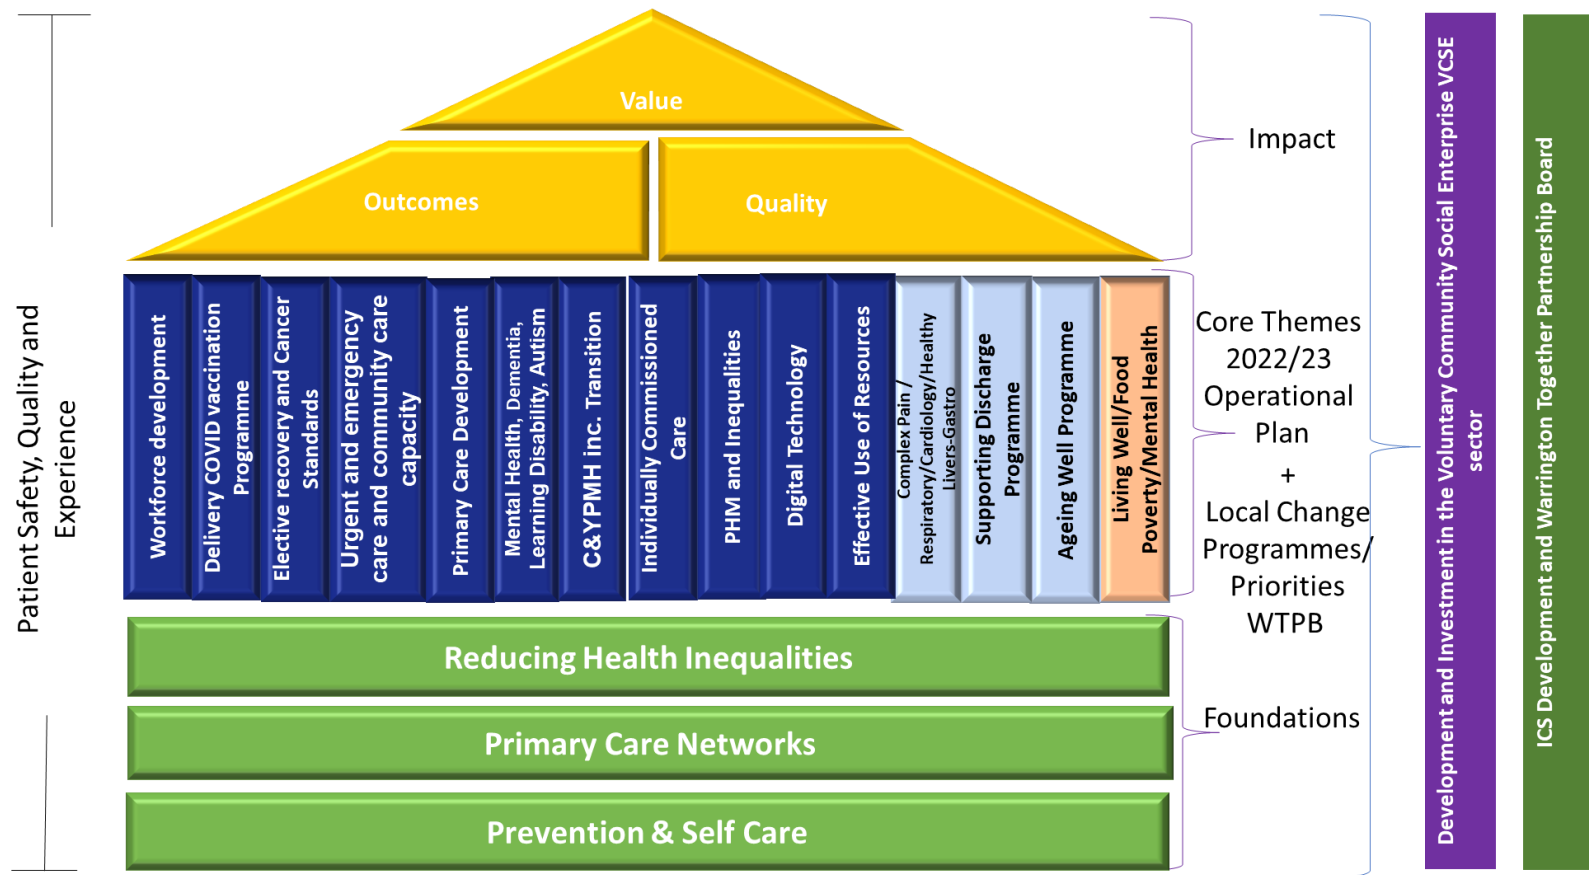 Value
Outcomes
Quality
Impact
Patient Safety, Quality and
Experience
Workforce development
Delivery COVID vaccination
Programme
Elective recovery and Cancer
Standards
Urgent and emergency
care and community care
capacity
Primary Care Development
Mental Health, Dementia,
Learning Disability, Autism
C&YPMH inc. Transition
Individually Commissioned
Care
PHM and Inequalities
Digital Technology
Effective Use of Resources
Complex Pain /
Respiratory/Cardiology/Healthy
Livers-Gastro
Supporting Discharge
Programme
Ageing Well Programme
Living Well/Food
Poverty/Mental Health
Core Themes
2022/23
Operational
Plan
+
Local Change
Programmes/
Priorities
WTPB
Reducing Health Inequalities
Primary Care Networks
Prevention & Self Care
Foundations
Development and Investment in the Voluntary Community Social Enterprise VCSE
sector
ICS Development and Warrington Together Partnership Board